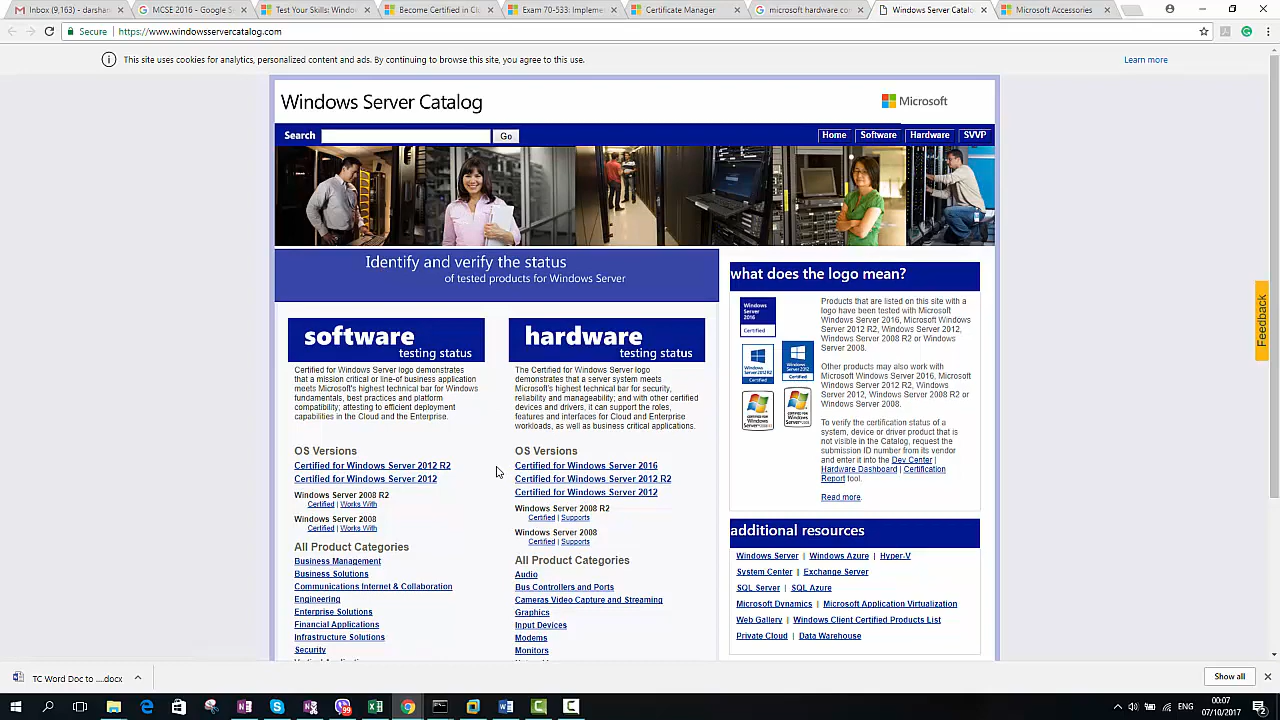 Inbox (9,163) - darshan
MCSE 2016 - Google S
Test Your Skills: Windo
Become Certified in Cl
Exam 70-533: Impleme
Certificate Manager
microsoft hardware co
Windows Server Catalo
Microsoft Accessories
Secure https://www.windowsservercatalog.com
This site uses cookies for analytics, personalized content and ads. By continuing to browse this site, you agree to this use.
Learn more
Windows Server Catalog
Microsoft
Search Go
Home Software Hardware SVVP
Identify and verify the status
of tested products for Windows Server
software
testing status
Certified for Windows Server logo demonstrates
that a mission critical or line-of business application
meets Microsoft's highest technical bar for Windows
fundamentals, best practices and platform
compatibility; attesting to efficient deployment
capabilities in the Cloud and the Enterprise.
OS Versions
Certified for Windows Server 2012 R2
Certified for Windows Server 2012
Windows Server 2008 R2
Certified | Works With
Windows Server 2008
Certified | Works With
All Product Categories
Business Management
Business Solutions
Communications Internet & Collaboration
Engineering
Enterprise Solutions
Financial Applications
Infrastructure Solutions
Security
hardware
testing status
The Certified for Windows Server logo
demonstrates that a server system meets
Microsoft's highest technical bar for security,
reliability and manageability; and with other certified
devices and drivers, it can support the roles,
features and interfaces for Cloud and Enterprise
workloads, as well as business critical applications.
OS Versions
Certified for Windows Server 2016
Certified for Windows Server 2012 R2
Certified for Windows Server 2012
Windows Server 2008 R2
Certified | Supports
Windows Server 2008
Certified | Supports
All Product Categories
Audio
Bus Controllers and Ports
Cameras Video Capture and Streaming
Graphics
Input Devices
Modems
Monitors
what does the logo mean?
Windows
Server
2016
Certified
Products that are listed on this site with a
logo have been tested with Microsoft
Windows Server 2016, Microsoft Windows
Server 2012 R2, Windows Server 2012,
Windows Server 2008 R2 or Windows
Server 2008.
Other products may also work with
Microsoft Windows Server 2016, Microsoft
Windows Server 2012 R2, Windows
Server 2012, Windows Server 2008 R2 or
Windows Server 2008.
To verify the certification status of a
system, device or driver product that is
not visible in the Catalog, request the
submission ID number from its vendor
and enter it into the Dev Center |
Hardware Dashboard | Certification
Report tool.
Read more.
additional resources
Windows Server | Windows Azure | Hyper-V
System Center | Exchange Server
SQL Server | SQL Azure
Microsoft Dynamics | Microsoft Application Virtualization
Web Gallery | Windows Client Certified Products List
Private Cloud | Data Warehouse
Feedback
TC Word Doc to ....docx
Show all
99
ENG
00:07
07/10/2017